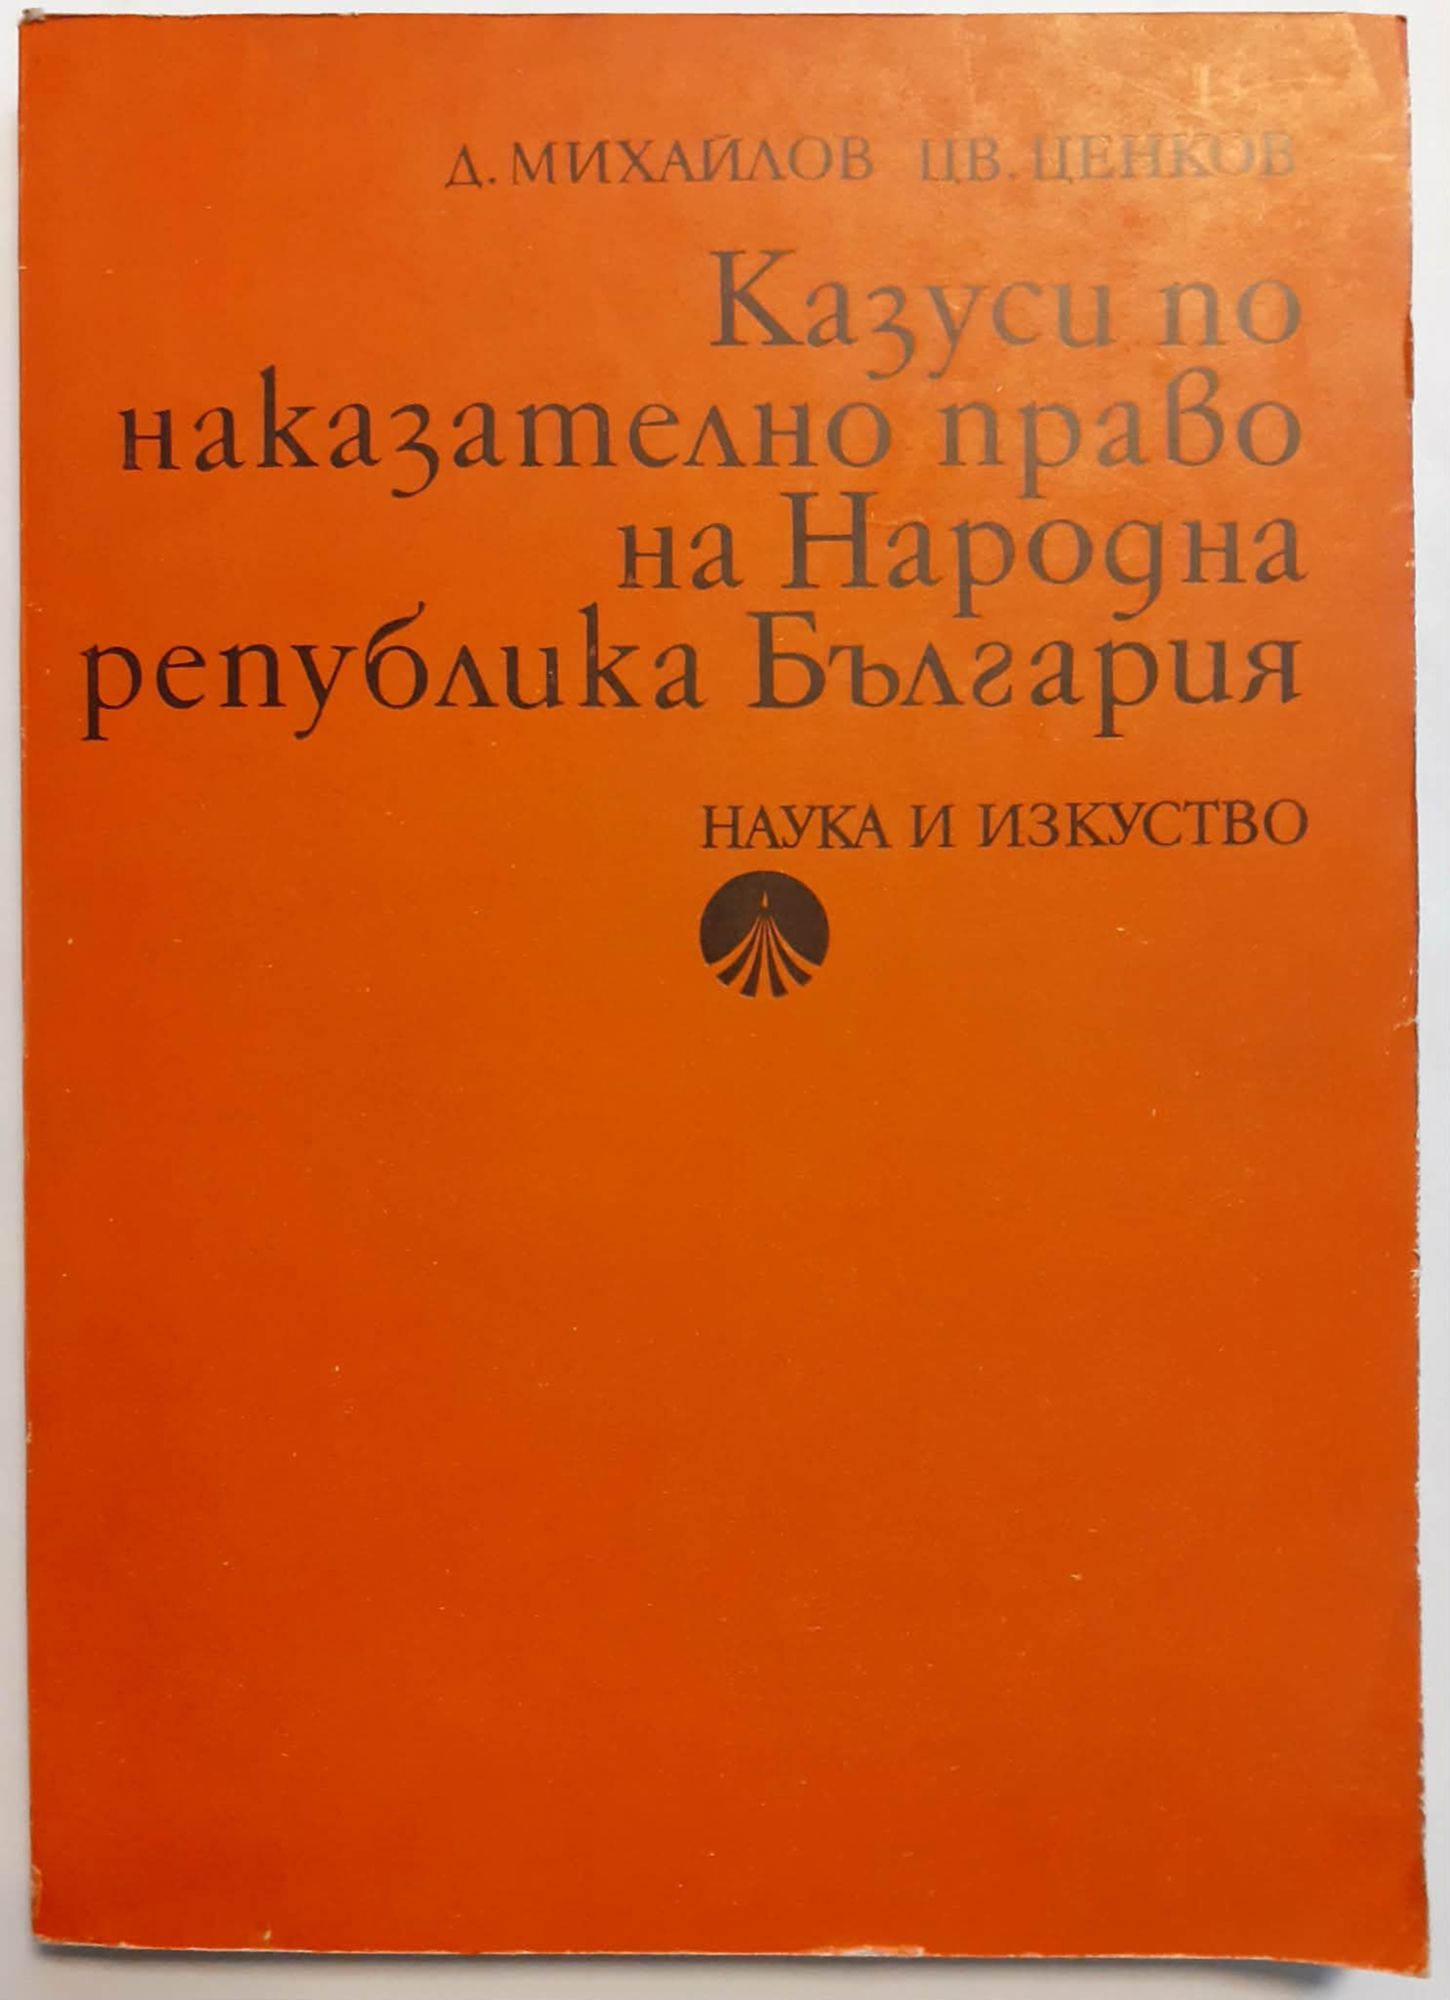 Д. МИХАЙЛОВ ЦВ. ЦЕНКОВ
Казуси по
наказателно право
на Народна
република България
НАУКА И ИЗКУСТВО